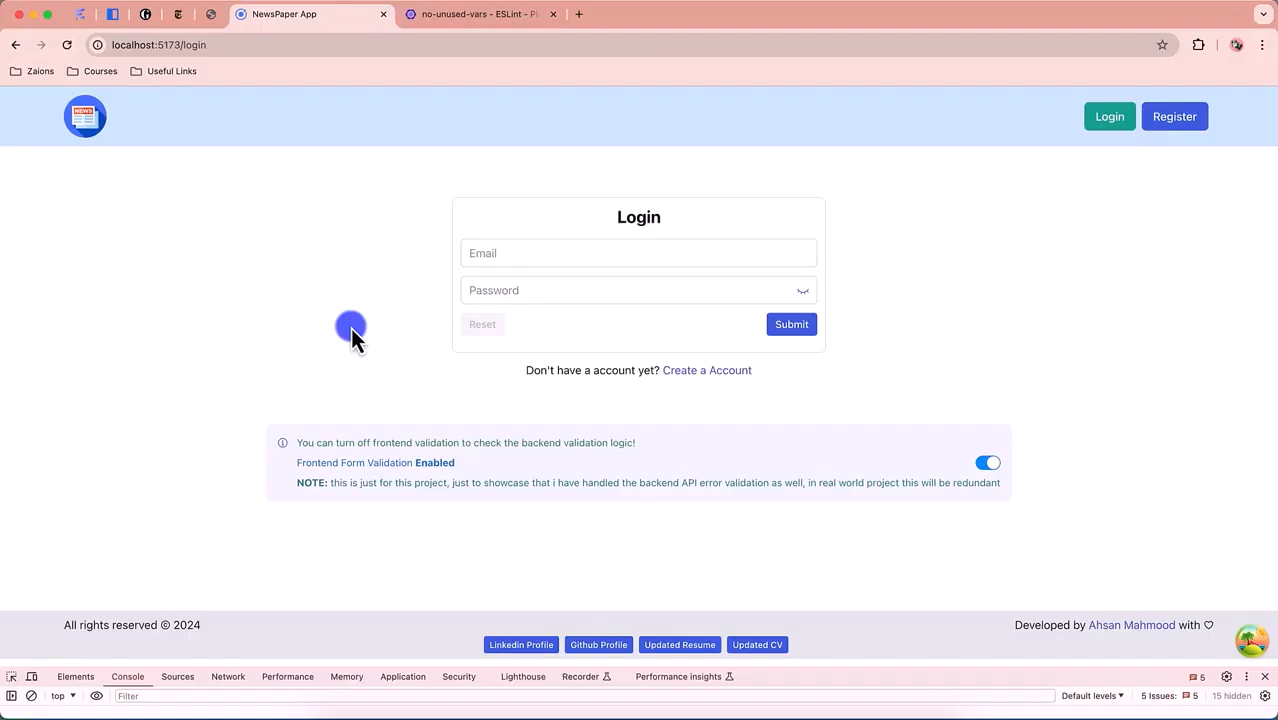 NewsPaper App
no-unused-vars - ESLint - Pl
localhost:5173/login
Zaions
Courses
Useful Links
NEWS
Login
Register
Login
Email
Password
Reset
Submit
Don't have a account yet? Create a Account
You can turn off frontend validation to check the backend validation logic!
Frontend Form Validation Enabled
NOTE: this is just for this project, just to showcase that i have handled the backend API error validation as well, in real world project this will be redundant
All rights reserved © 2024
Developed by Ahsan Mahmood with ♡
Linkedin Profile
Github Profile
Updated Resume
Updated CV
Elements Console Sources Network Performance Memory Application Security Lighthouse Recorder Performance insights 5
top Filter Default levels 5 Issues: 5 15 hidden